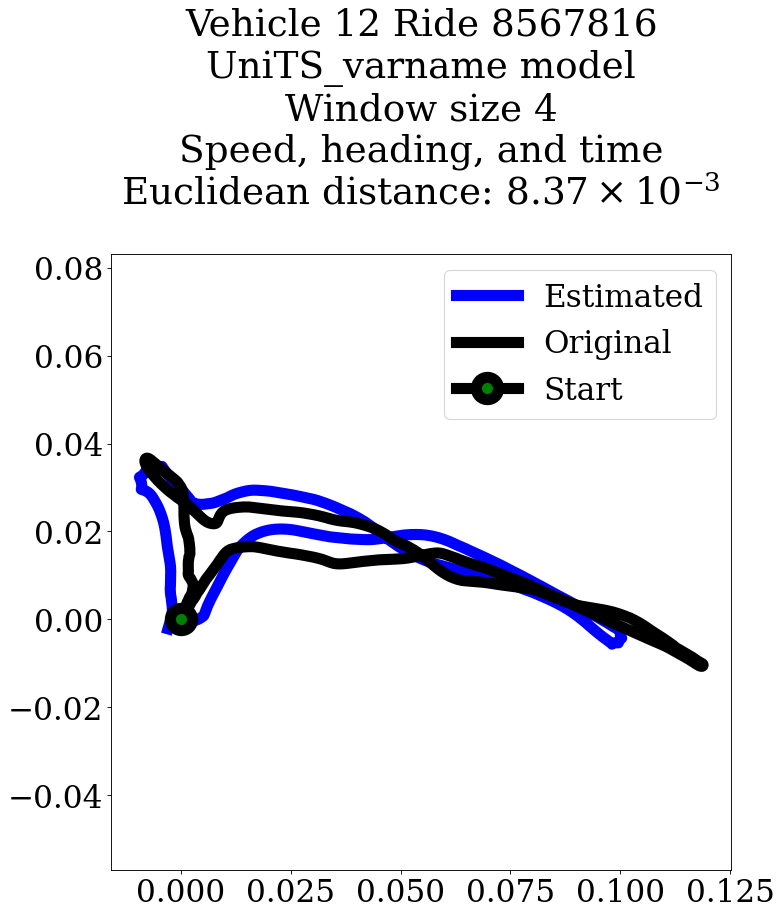 Vehicle 12 Ride 8567816
UniTS_varname model
Window size 4
Speed, heading, and time
Euclidean distance: 8.37 × 10⁻³
Estimated
Original
Start
0.08
0.06
0.04
0.02
0.00
−0.02
−0.04
0.000 0.025 0.050 0.075 0.100 0.125